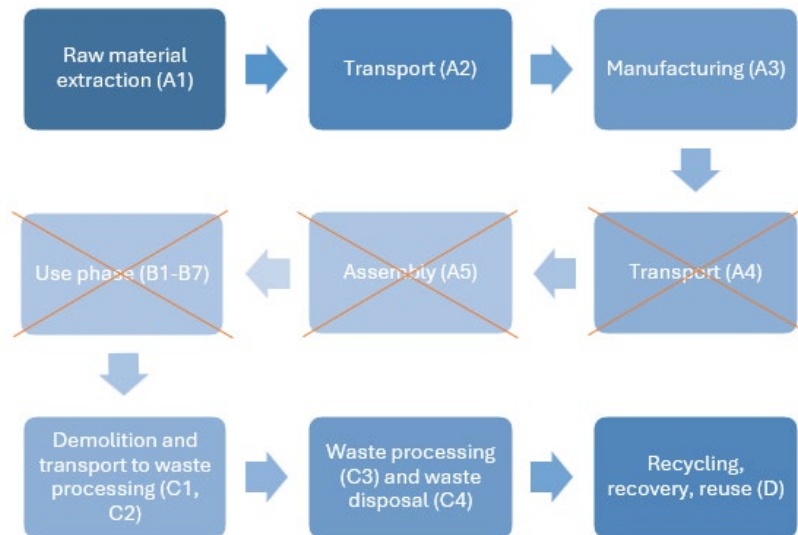 Raw material
extraction (A1)
Transport (A2)
Manufacturing (A3)
Transport (A4)
Assembly (A5)
Use phase (B1-B7)
Demolition and
transport to waste
processing (C1,
C2)
Waste processing
(C3) and waste
disposal (C4)
Recycling,
recovery, reuse (D)